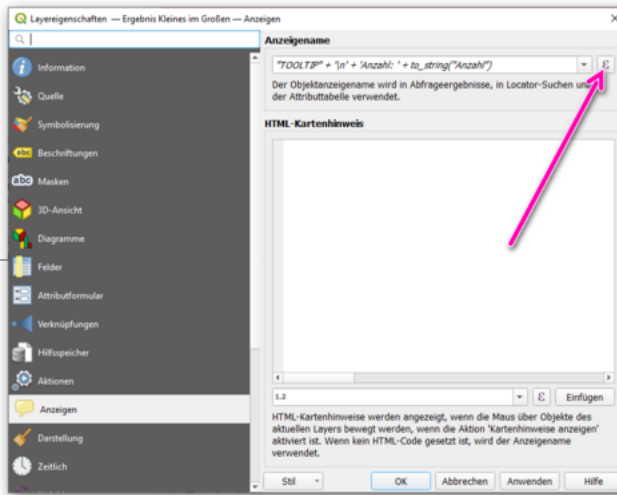 Layereigenschaften — Ergebnis Kleines im Großen — Anzeigen
Information
Quelle
Symbolisierung
abc Beschriftungen
abc Masken
3D-Ansicht
Diagramme
Felder
Attributformular
Verknüpfungen
Hilfsspeicher
Aktionen
Anzeigen
Darstellung
Zeitlich
Anzeigename
"TOOLTIP" + '\n' + 'Anzahl: ' + to_string("Anzahl")
ε
Der Objektanzeigename wird in Abfrageergebnisse, in Locator-Suchen und
der Attributtabelle verwendet.
HTML-Kartenhinweis
1.2
ε
Einfügen
HTML-Kartenhinweise werden angezeigt, wenn die Maus über Objekte des
aktuellen Layers bewegt werden, wenn die Aktion 'Kartenhinweise anzeigen'
aktiviert ist. Wenn kein HTML-Code gesetzt ist, wird der Anzeigename
verwendet.
Stil
OK
Abbrechen
Anwenden
Hilfe